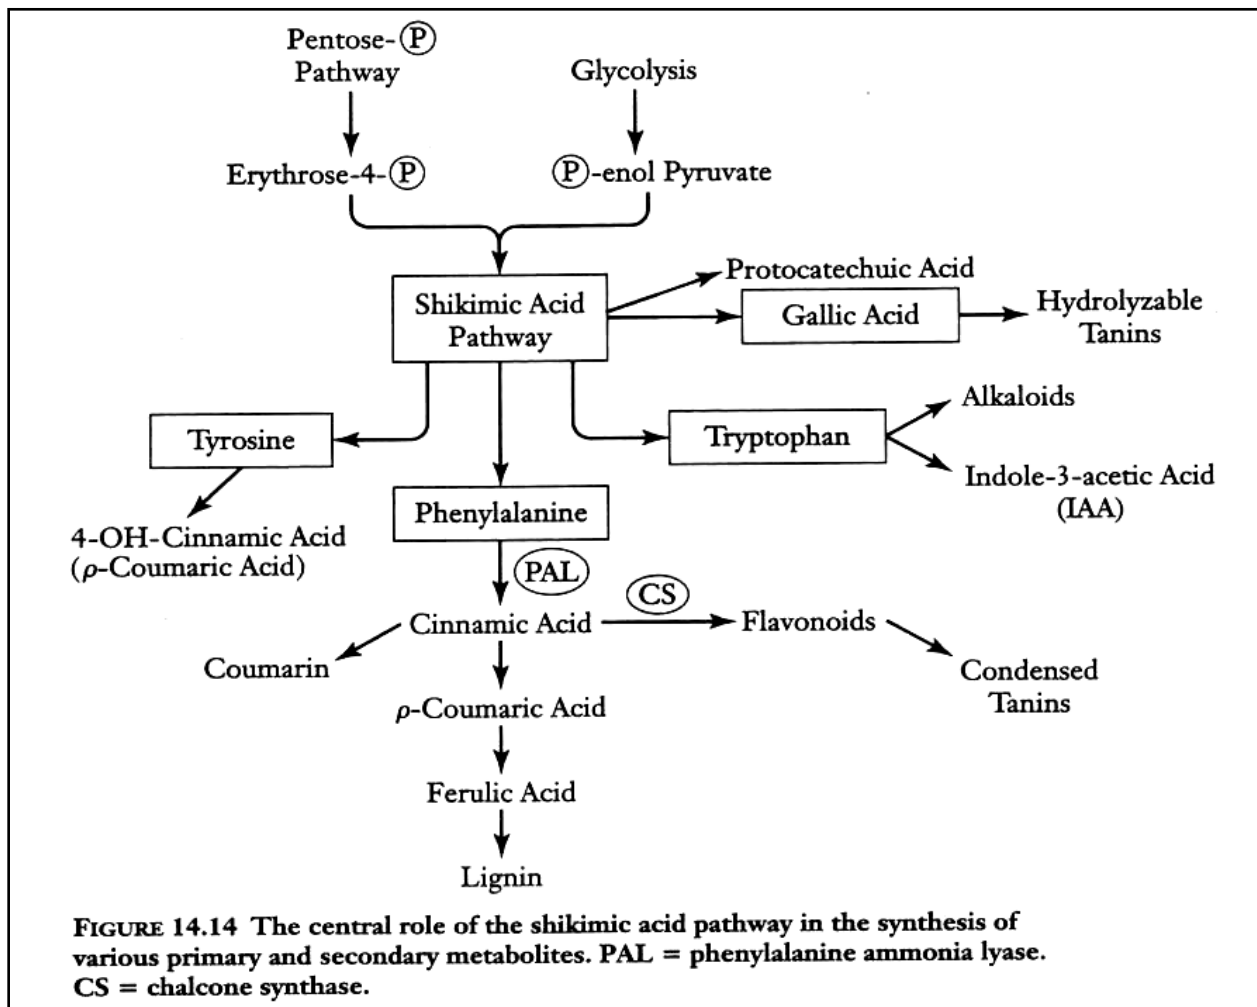 Pentose-Ⓟ
Pathway
Glycolysis
Erythrose-4-Ⓟ
Ⓟ-enol Pyruvate
Shikimic Acid
Pathway
Protocatechuic Acid
Gallic Acid
Hydrolyzable
Tanins
Tyrosine
Tryptophan
Alkaloids
Indole-3-acetic Acid
(IAA)
4-OH-Cinnamic Acid
(ρ-Coumaric Acid)
Phenylalanine
PAL
Cinnamic Acid
CS
Flavonoids
Coumarin
Condensed
Tanins
ρ-Coumaric Acid
Ferulic Acid
Lignin
FIGURE 14.14 The central role of the shikimic acid pathway in the synthesis of
various primary and secondary metabolites. PAL = phenylalanine ammonia lyase.
CS = chalcone synthase.